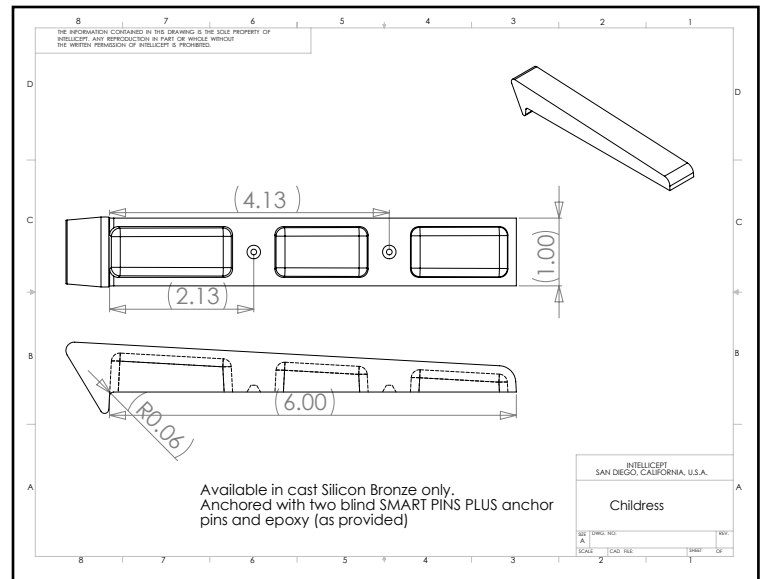 8 7 6 5 4 3 2 1
THE INFORMATION CONTAINED IN THIS DRAWING IS THE SOLE PROPERTY OF
INTELLICEPT. ANY REPRODUCTION IN PART OR WHOLE WITHOUT
THE WRITTEN PERMISSION OF INTELLICEPT IS PROHIBITED.
D D
(4.13)
C C
(1.00)
(2.13)
B B
(6.00)
(R0.06)
INTELLICEPT
SAN DIEGO, CALIFORNIA, U.S.A.
A A
Available in cast Silicon Bronze only.
Anchored with two blind SMART PINS PLUS anchor
pins and epoxy (as provided)
Childress
SIZE DWG. NO. REV.
A
SCALE CAD FILE: SHEET OF
8 7 6 5 4 3 2 1